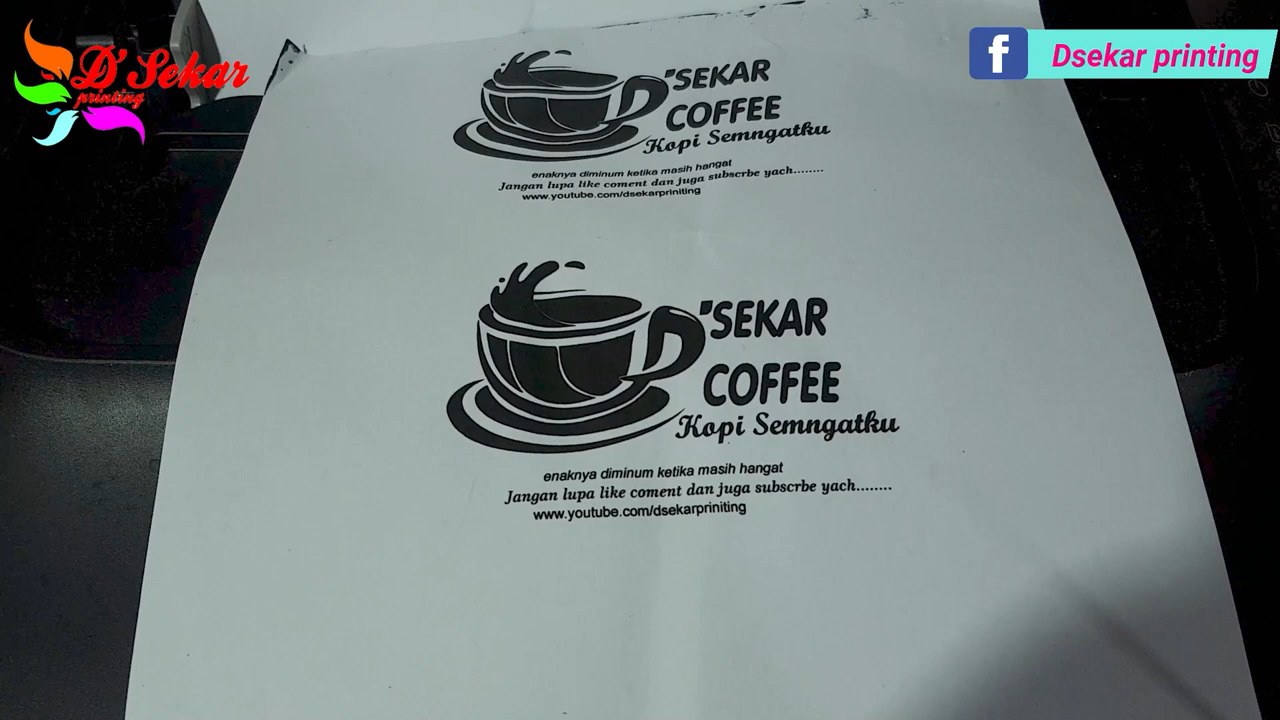 D'Sekar
printing
Dsekar printing
"SEKAR
COFFEE
Kopi Semngatku
enaknya diminum ketika masih hangat
Jangan lupa like coment dan juga subscrbe yach........
www.youtube.com/dsekarpriniting
"SEKAR
COFFEE
Kopi Semngatku
enaknya diminum ketika masih hangat
Jangan lupa like coment dan juga subscrbe yach........
www.youtube.com/dsekarpriniting